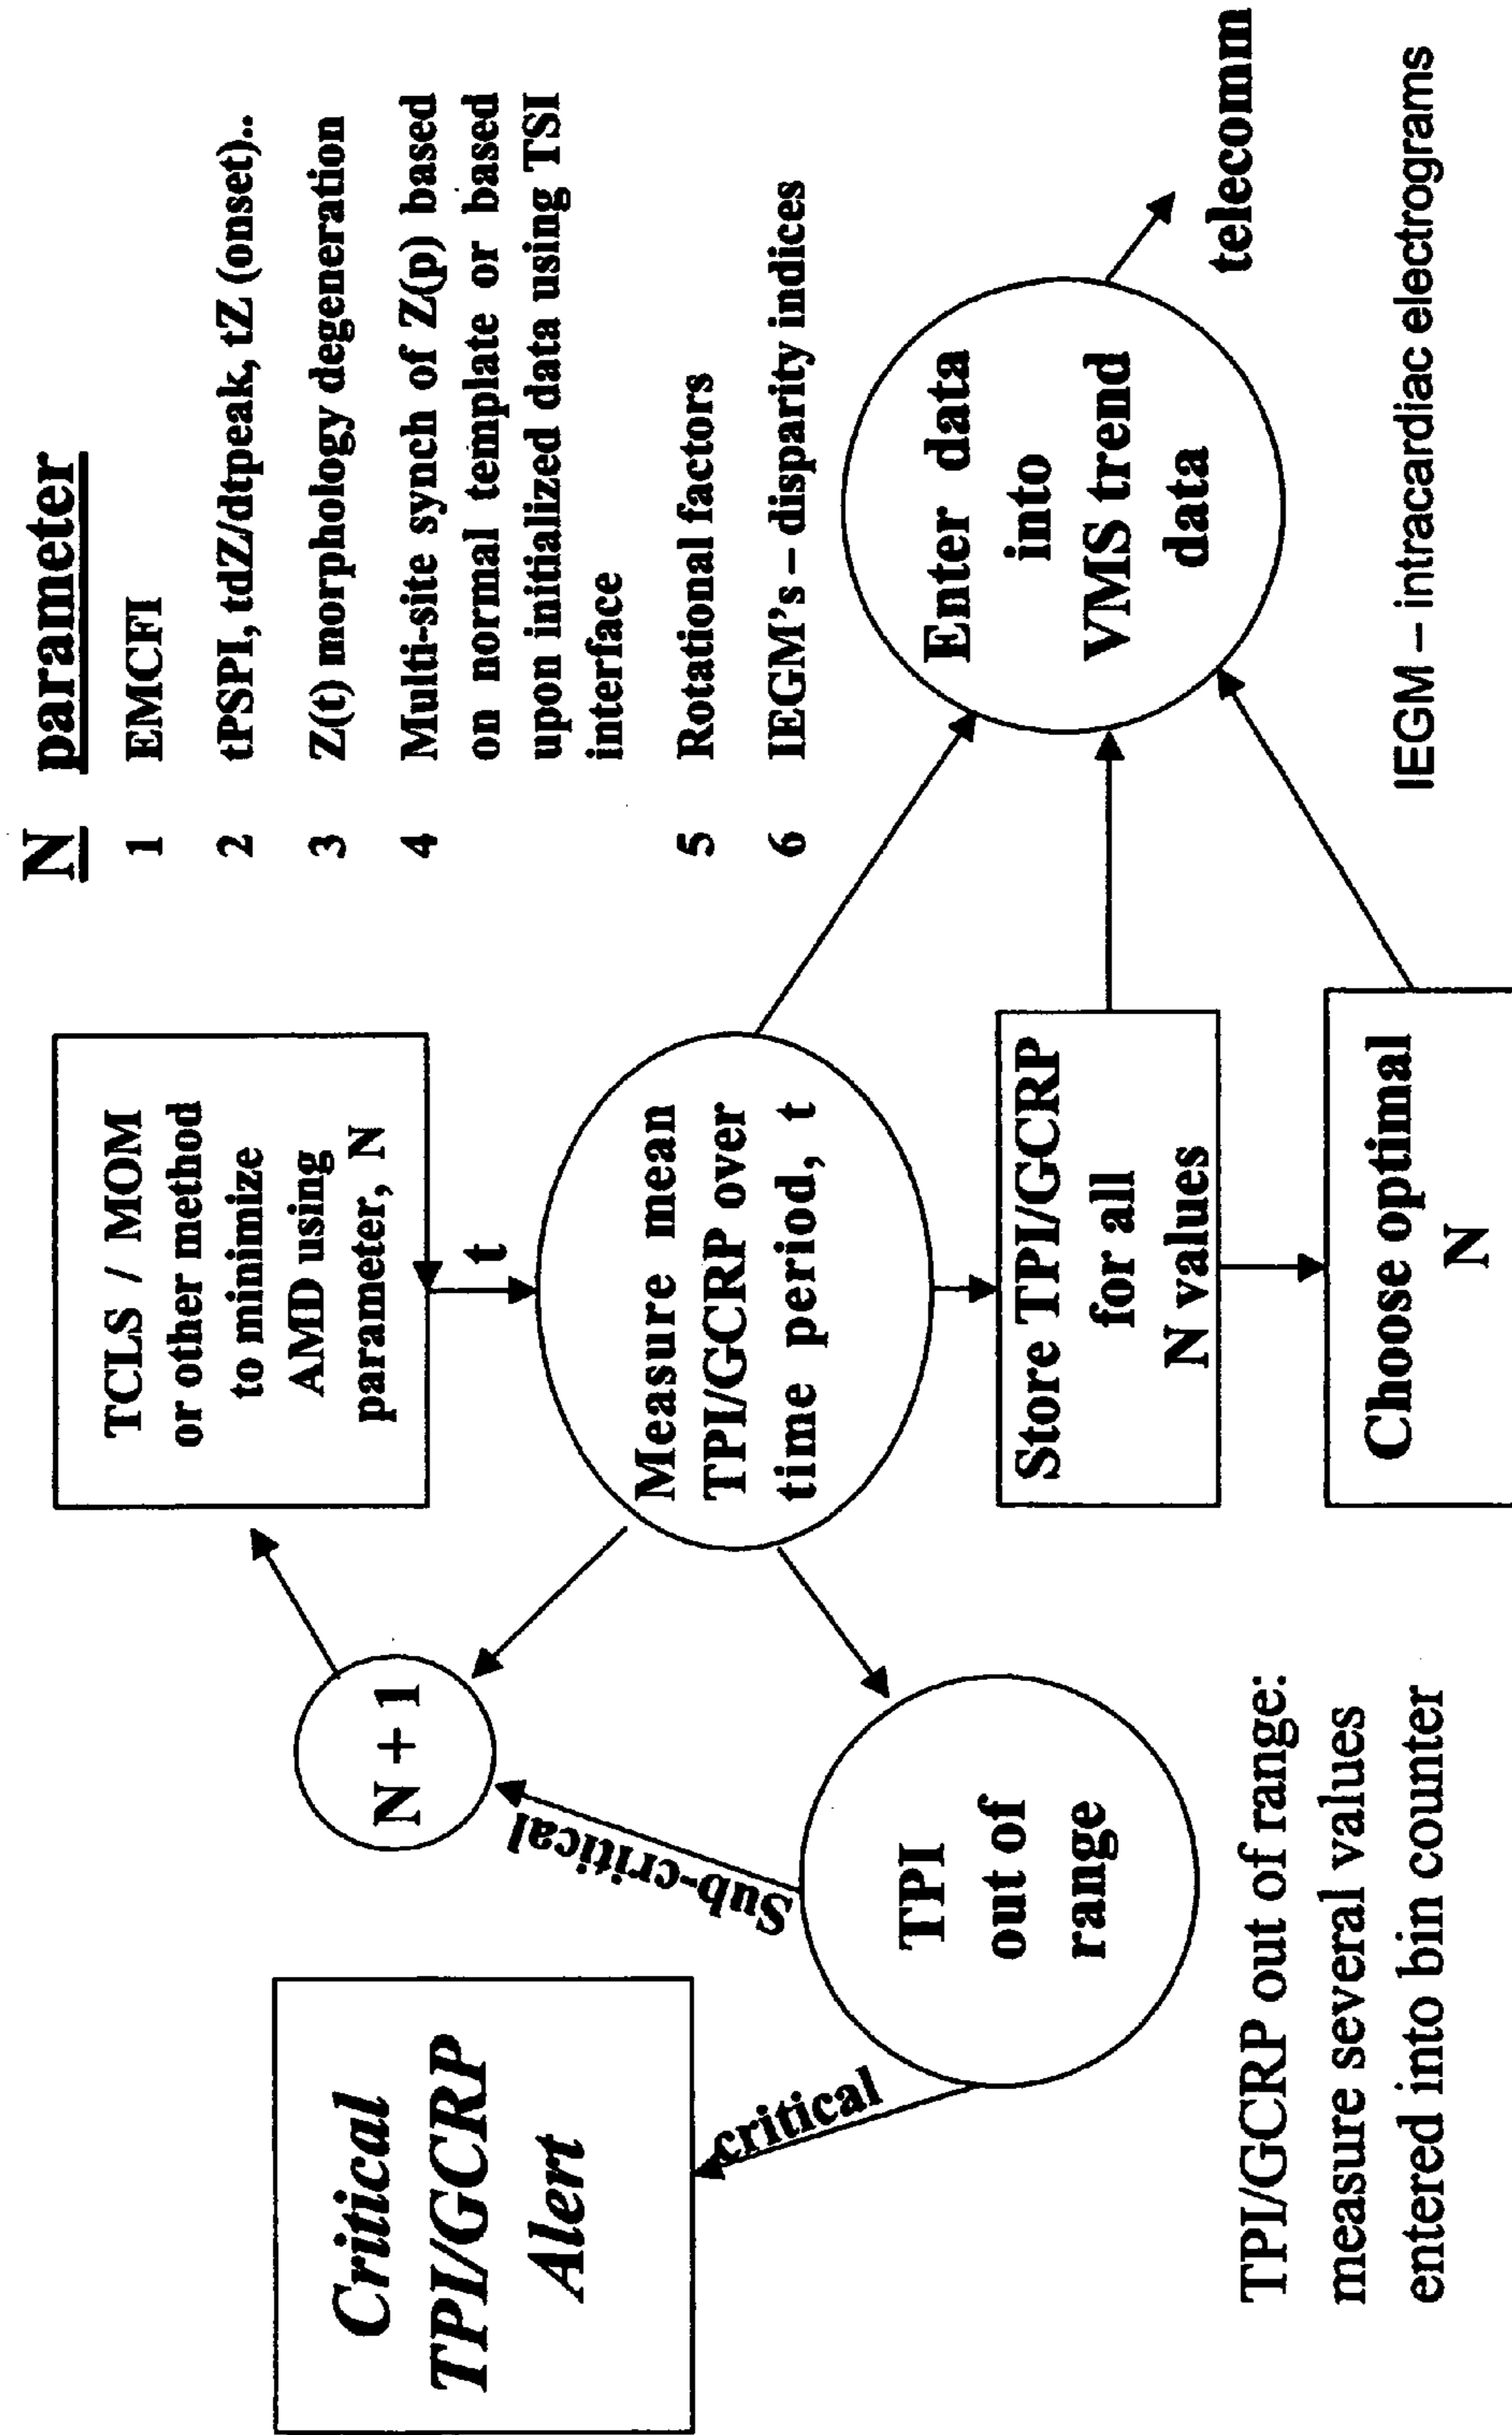 N parameter
1 EMCFI
2 tPSPI, tdZ/dtpeak, tZ (onset)..
3 Z(t) morphology degeneration
4 Multi-site synch of Z(p) based
on normal template or based
upon initialized data using TSI
interface
5 Rotational factors
6 IEGM's – disparity indices
TCLS / MOM
or other method
to minimize
AMD using
parameter, N
t
N + 1
Critical
TPI/GCRP
Alert
critical
Sub-critical
TPI
out of
range
Measure mean
TPI/GCRP over
time period, t
Enter data
into
VMS trend
data
telecomm
Store TPI/GCRP
for all
N values
Choose optimal
N
TPI/GCRP out of range:
measure several values
entered into bin counter
IEGM – intracardiac electrograms